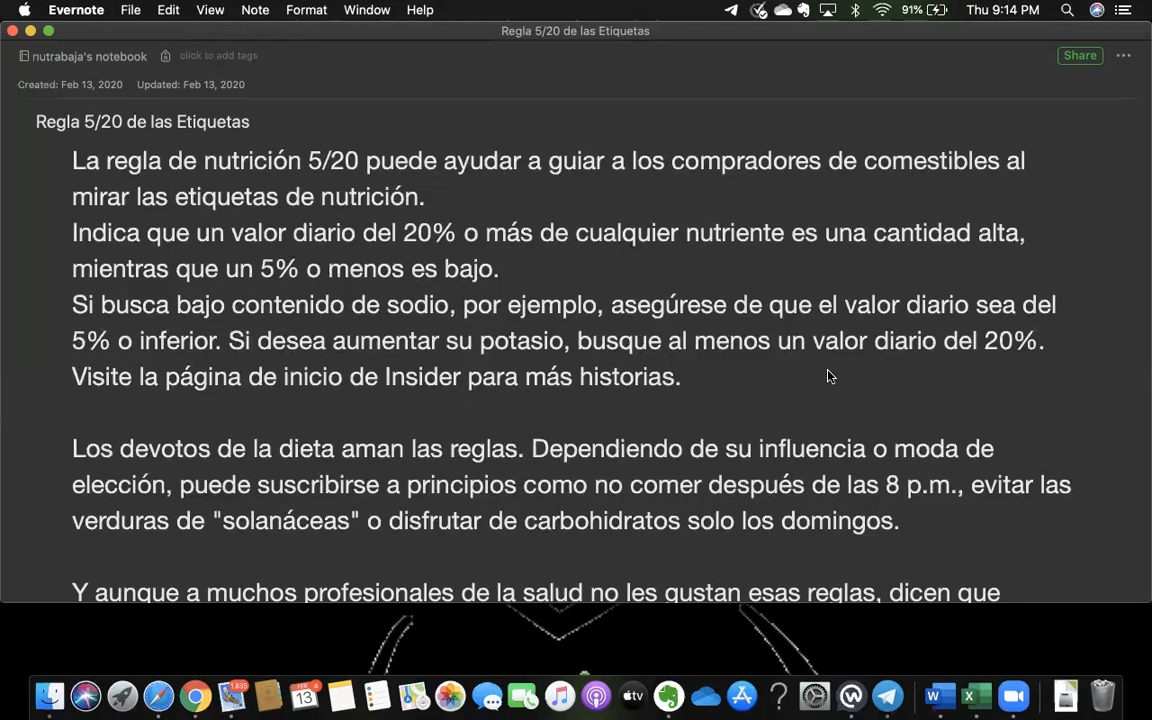 Evernote File Edit View Note Format Window Help 91% Thu 9:14 PM
Regla 5/20 de las Etiquetas
nutrabaja's notebook click to add tags Share
Created: Feb 13, 2020 Updated: Feb 13, 2020
Regla 5/20 de las Etiquetas
La regla de nutrición 5/20 puede ayudar a guiar a los compradores de comestibles al
mirar las etiquetas de nutrición.
Indica que un valor diario del 20% o más de cualquier nutriente es una cantidad alta,
mientras que un 5% o menos es bajo.
Si busca bajo contenido de sodio, por ejemplo, asegúrese de que el valor diario sea del
5% o inferior. Si desea aumentar su potasio, busque al menos un valor diario del 20%.
Visite la página de inicio de Insider para más historias.
Los devotos de la dieta aman las reglas. Dependiendo de su influencia o moda de
elección, puede suscribirse a principios como no comer después de las 8 p.m., evitar las
verduras de "solanáceas" o disfrutar de carbohidratos solo los domingos.
Y aunque a muchos profesionales de la salud no les gustan esas reglas, dicen que
1,835 FEB 13 4 tv W X